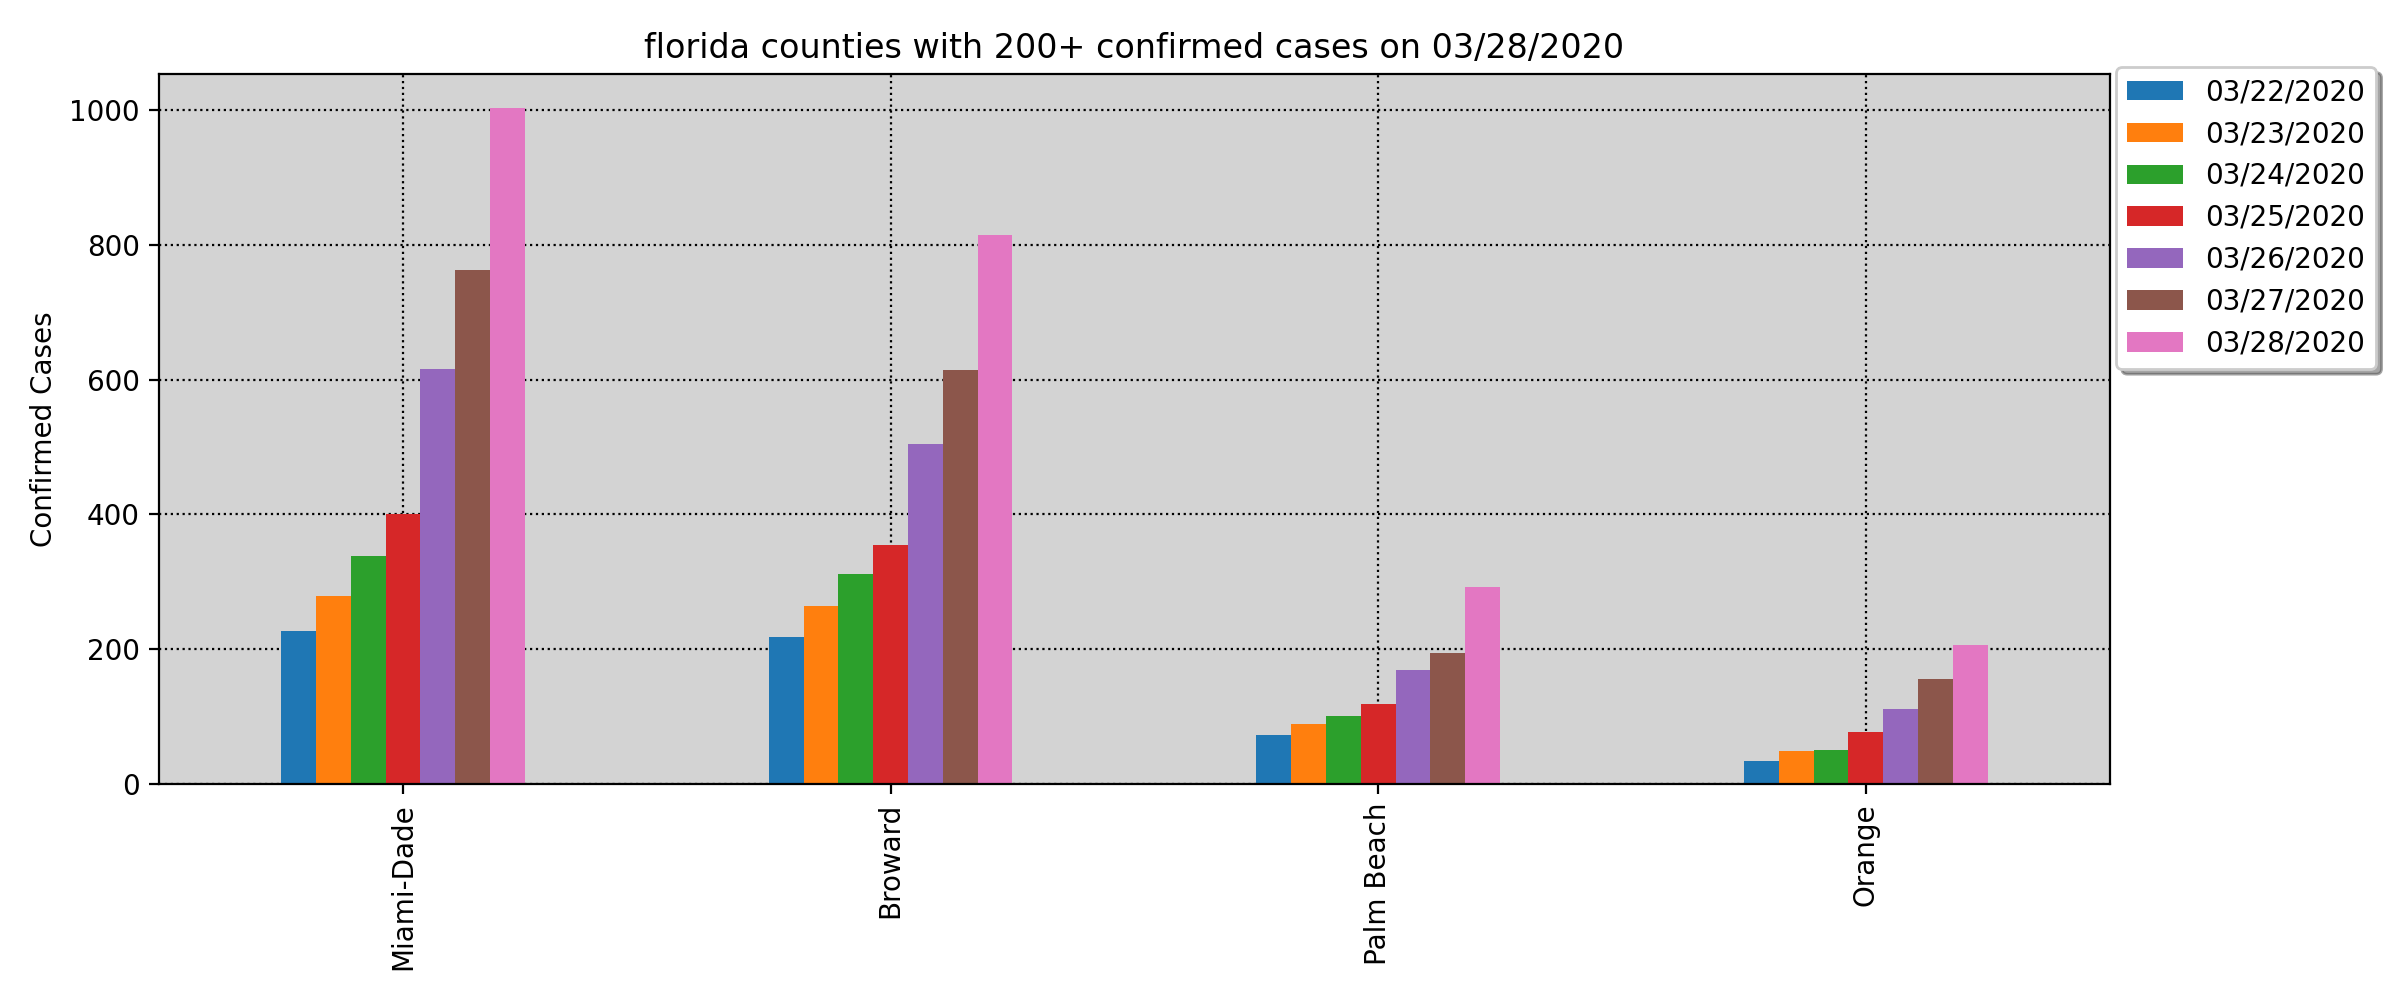 florida counties with 200+ confirmed cases on 03/28/2020
Confirmed Cases
1000
800
600
400
200
0
Miami-Dade
Broward
Palm Beach
Orange
03/22/2020
03/23/2020
03/24/2020
03/25/2020
03/26/2020
03/27/2020
03/28/2020